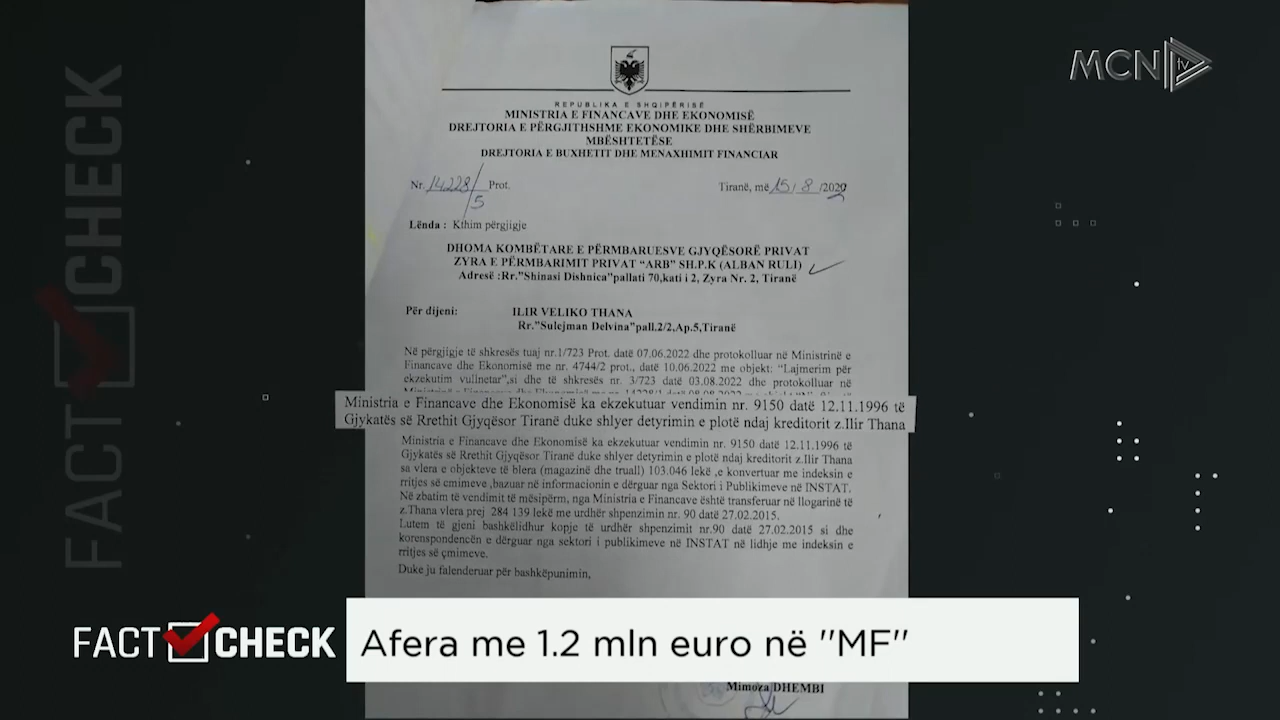 MCN tv
FACT CHECK
REPUBLIKA E SHQIPËRISË
MINISTRIA E FINANCAVE DHE EKONOMISË
DREJTORIA E PËRGJITHSHME EKONOMIKE DHE SHËRBIMEVE
MBËSHTETËSE
DREJTORIA E BUXHETIT DHE MENAXHIMIT FINANCIAR
Nr. 14228/5 Prot. Tiranë, më 15/8/2022
Lënda : Kthim përgjigje
DHOMA KOMBËTARE E PËRMBARUESVE GJYQËSORË PRIVAT
ZYRA E PËRMBARIMIT PRIVAT “ARB” SH.P.K (ALBAN RULI)
Adresë :Rr.”Shinasi Dishnica”pallati 70,kati i 2, Zyra Nr. 2, Tiranë
Për dijeni: ILIR VELIKO THANA
Rr.”Sulejman Delvina”pall.2/2,Ap.5,Tiranë
Në përgjigje të shkresës tuaj nr.1/723 Prot. datë 07.06.2022 dhe protokolluar në Ministrinë e
Financave dhe Ekonomisë me nr. 4744/2 prot., datë 10.06.2022 me objekt: “Lajmerim për
ekzekutim vulinetar”,si dhe të shkresës nr. 3/723 datë 03.08.2022 dhe protokolluar në
Ministria e Financave dhe Ekonomisë ka ekzekutuar vendimin nr. 9150 datë 12.11.1996 të
Gjykatës së Rrethit Gjyqësor Tiranë duke shlyer detyrimin e plotë ndaj kreditorit z.Ilir Thana
Ministria e Financave dhe Ekonomisë ka ekzekutuar vendimin nr. 9150 datë 12.11.1996 të
Gjykatës së Rrethit Gjyqësor Tiranë duke shlyer detyrimin e plotë ndaj kreditorit z.Ilir Thana
sa vlera e objekteve të blera (magazinë dhe truall) 103.046 lekë ,e konvertuar me indeksin e
rritjes së cmimeve ,bazuar në informacionin e dërguar nga Sektori i Publikimeve në INSTAT.
Në zbatim të vendimit të mësipërm, nga Ministria e Financave është transferuar në llogarinë të
z.Thana vlera prej 284 139 lekë me urdhër shpenzimin nr. 90 datë 27.02.2015.
Lutem të gjeni bashkëlidhur kopje të urdhër shpenzimit nr.90 datë 27.02.2015 si dhe
korespondencën e dërguar nga sektori i publikimeve në INSTAT në lidhje me indeksin e
rritjes së çmimeve.
Duke ju falenderuar për bashkëpunimin,
FACT CHECK
Afera me 1.2 mln euro në "MF"
Mimoza DHEMBI